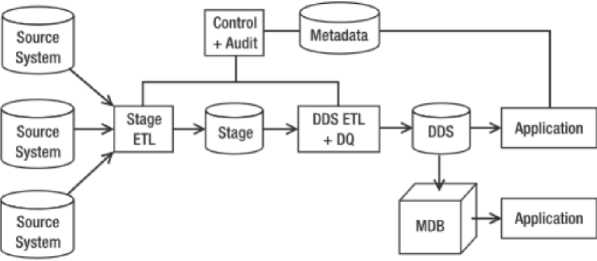 Source
System
Control
+ Audit
Metadata
Source
System
Stage
ETL
Stage
DDS ETL
+ DQ
DDS
Application
Source
System
MDB
Application